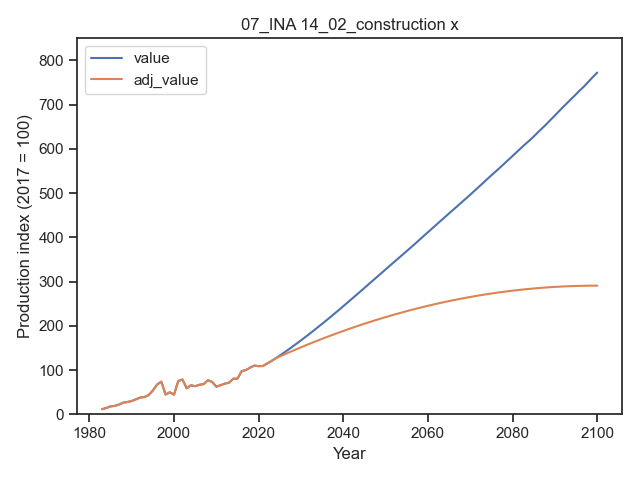 07_INA 14_02_construction x
value
adj_value
Production index (2017 = 100)
800
700
600
500
400
300
200
100
0
1980 2000 2020 2040 2060 2080 2100
Year